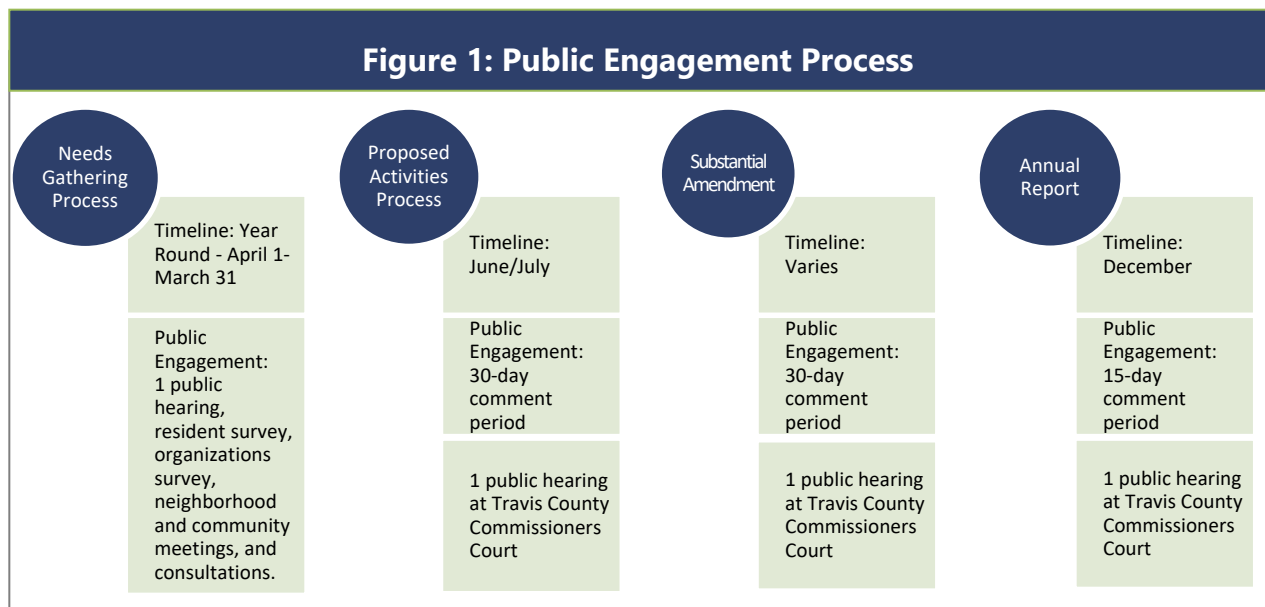 Figure 1: Public Engagement Process
Needs
Gathering
Process
Timeline: Year
Round - April 1-
March 31
Public
Engagement:
1 public
hearing,
resident survey,
organizations
survey,
neighborhood
and community
meetings, and
consultations.
Proposed
Activities
Process
Timeline:
June/July
Public
Engagement:
30-day
comment
period
1 public hearing
at Travis County
Commissioners
Court
Substantial
Amendment
Timeline:
Varies
Public
Engagement:
30-day
comment
period
1 public hearing
at Travis County
Commissioners
Court
Annual
Report
Timeline:
December
Public
Engagement:
15-day
comment
period
1 public hearing
at Travis County
Commissioners
Court